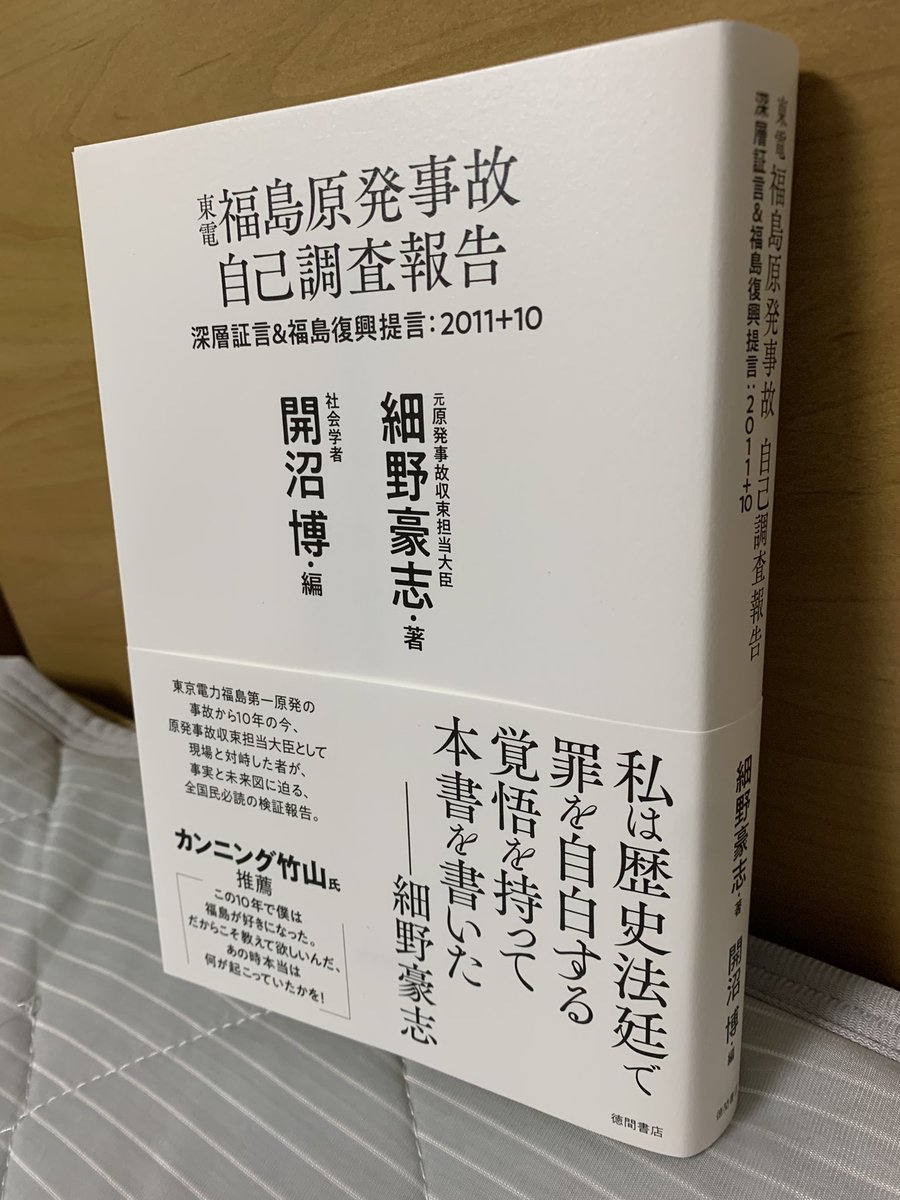 東電
福島原発事故
自己調査報告
深層証言&福島復興提言:2011+10
元原発事故収束担当大臣
細野豪志・著
社会学者
開沼 博・編
私は歴史法廷で
罪を自白する
覚悟を持って
本書を書いた
——細野豪志
東京電力福島第一原発の
事故から10年の今、
原発事故収束担当大臣として
現場と対峙した者が、
事実と未来図に迫る、
全国民必読の検証報告。
カンニング竹山氏
推薦
この10年で僕は
福島が好きになった。
だからこそ教えて欲しいんだ、
あの時本当は
何が起こっていたかを!
徳間書店
東電 福島原発事故 自己調査報告
深層証言&福島復興提言:2011+10
細野豪志 著
開沼 博・編
徳間書